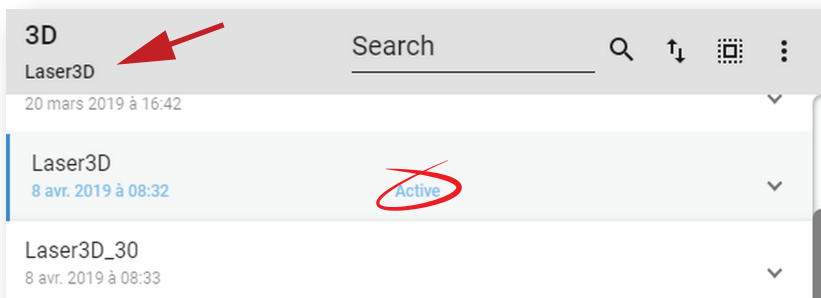 3D
Laser3D
Search
20 mars 2019 à 16:42
Laser3D
8 avr. 2019 à 08:32 Active
Laser3D_30
8 avr. 2019 à 08:33